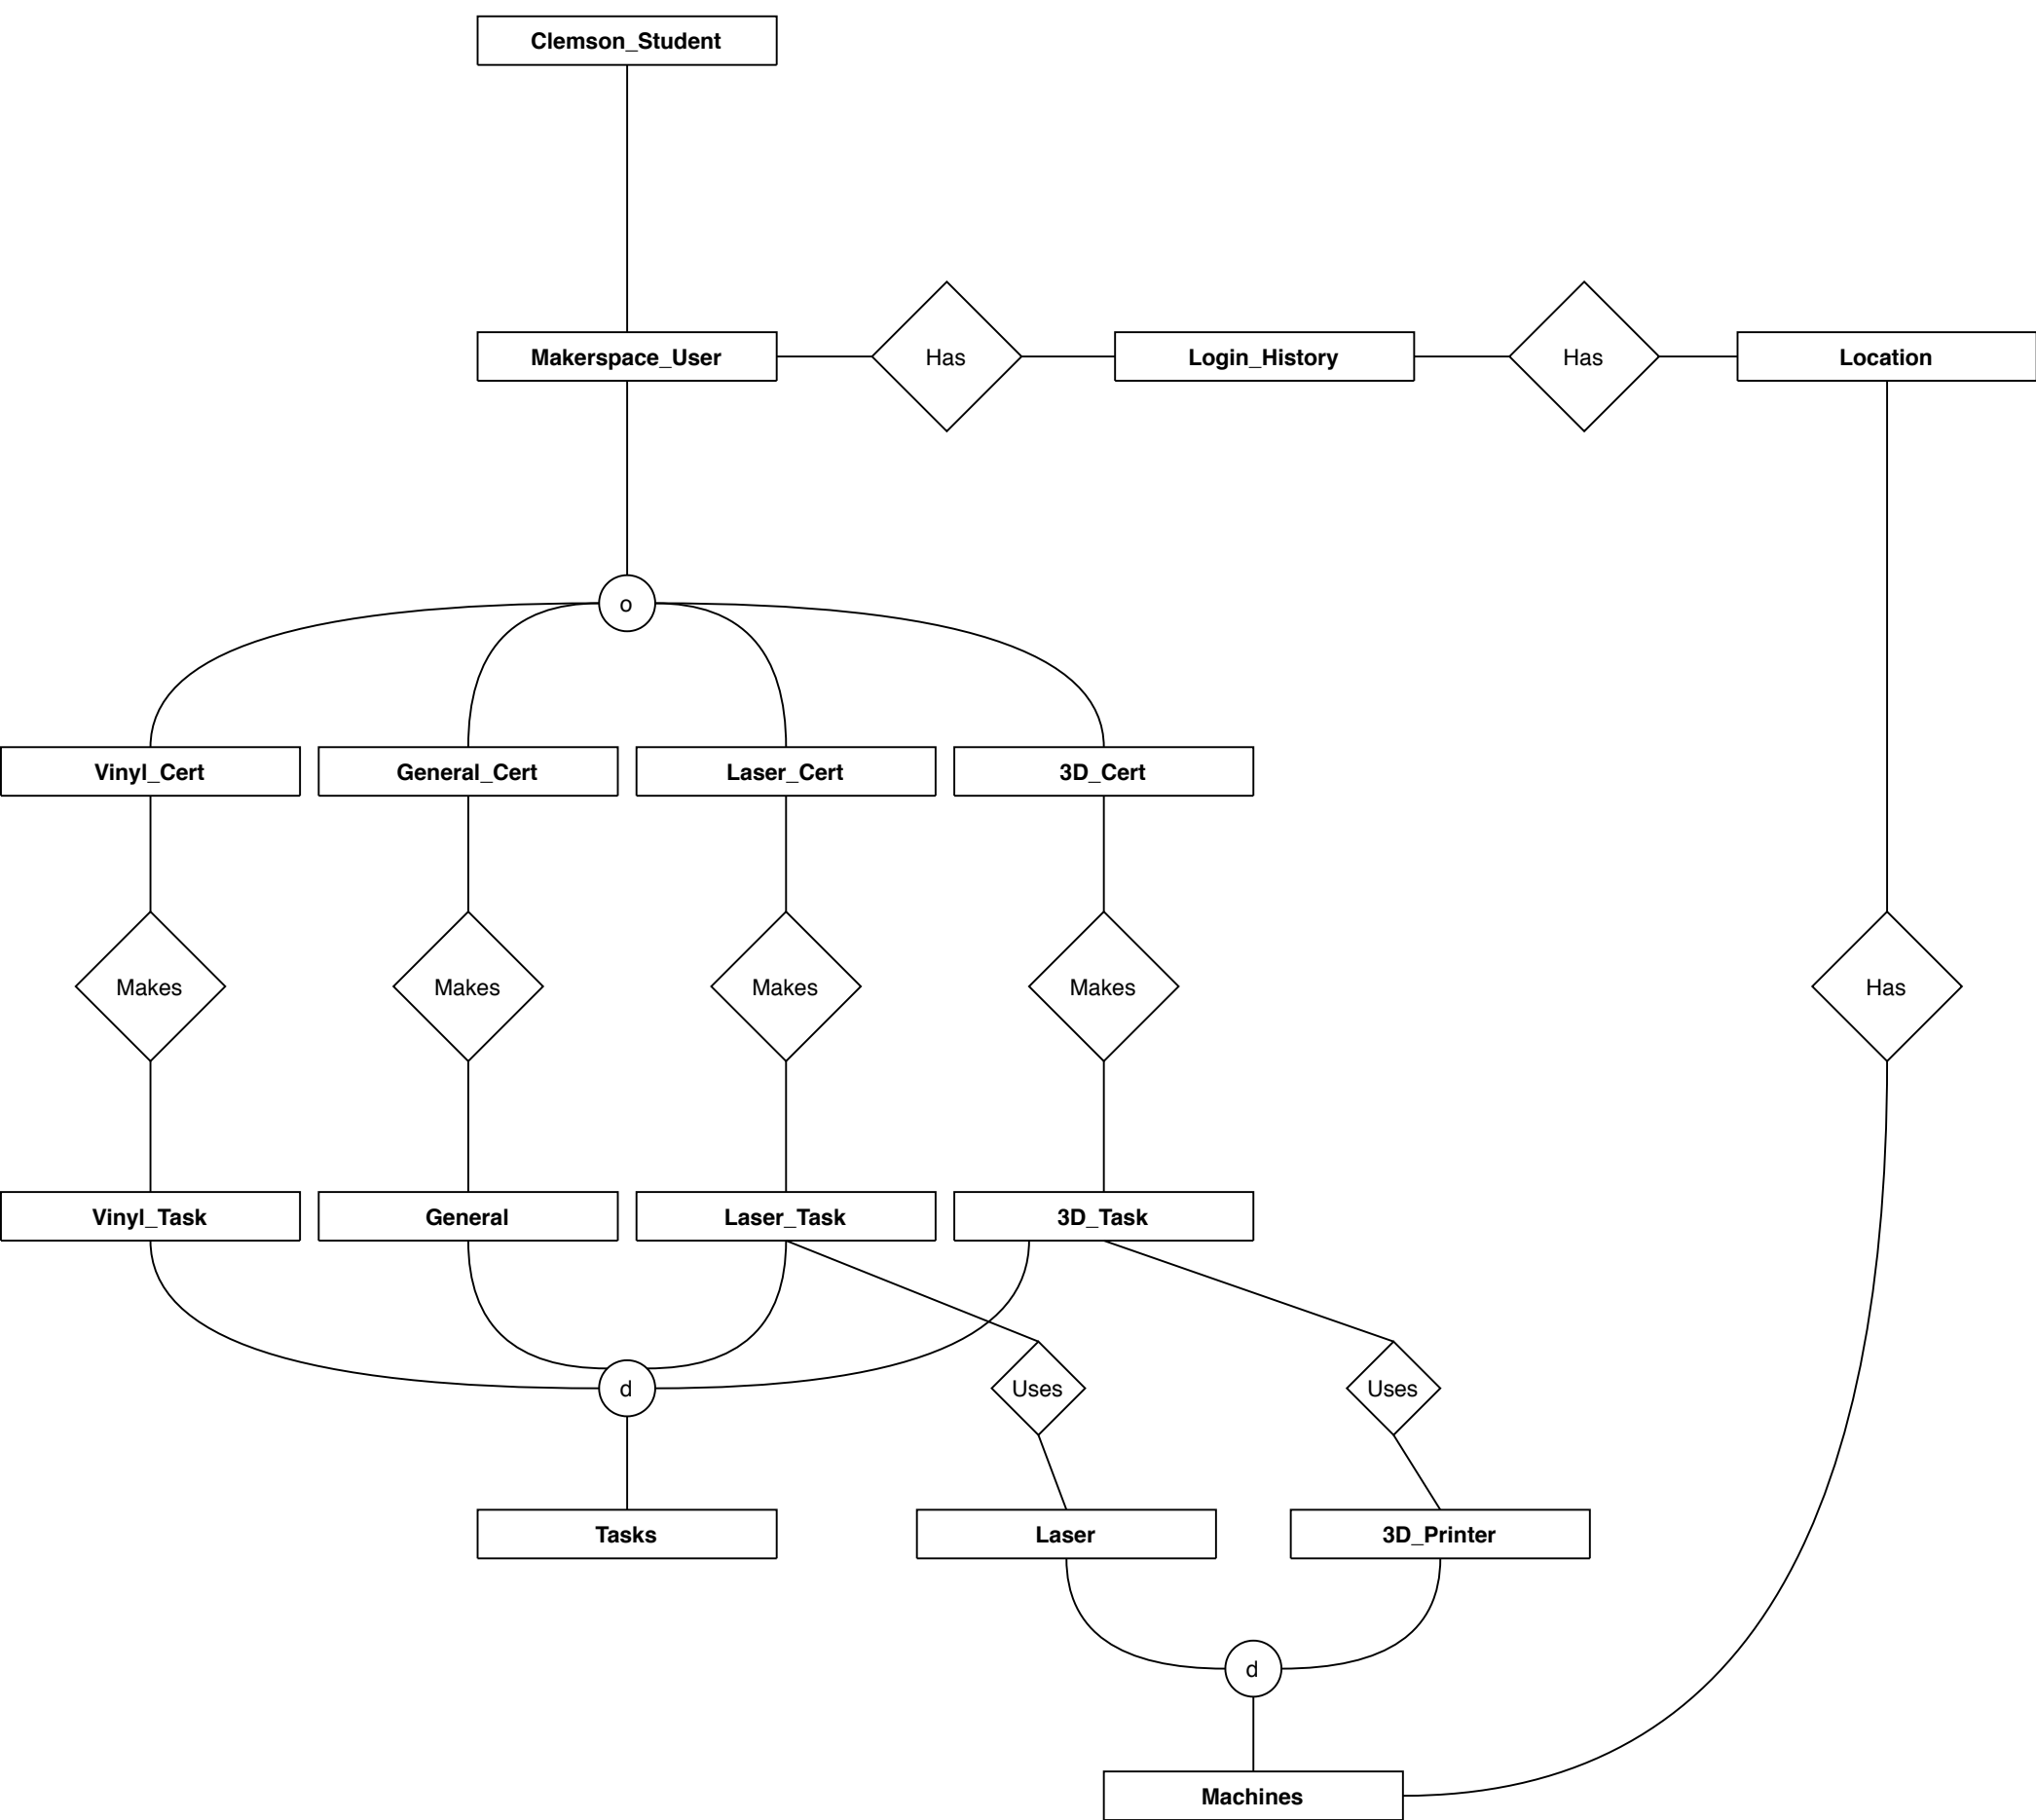 Clemson_Student
Makerspace_User
Has
Login_History
Has
Location
o
Vinyl_Cert
General_Cert
Laser_Cert
3D_Cert
Makes
Makes
Makes
Makes
Has
Vinyl_Task
General
Laser_Task
3D_Task
d
Uses
Uses
Tasks
Laser
3D_Printer
d
Machines